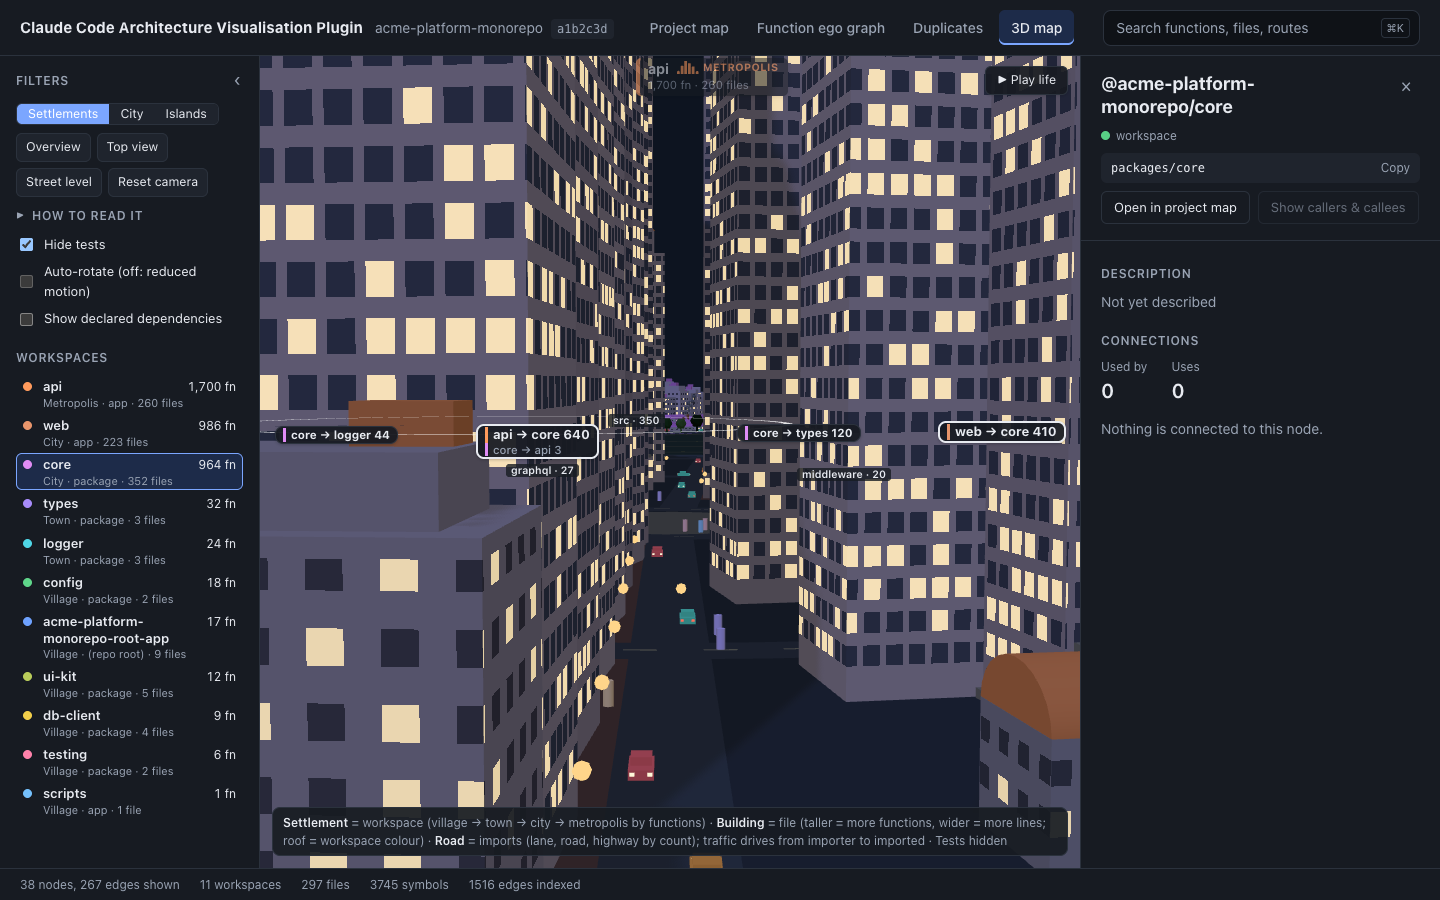 Claude Code Architecture Visualisation Plugin
acme-platform-monorepo a1b2c3d
Project map
Function ego graph
Duplicates
3D map
Search functions, files, routes
⌘K
FILTERS
Settlements
City
Islands
Overview
Top view
Street level
Reset camera
HOW TO READ IT
Hide tests
Auto-rotate (off: reduced
motion)
Show declared dependencies
WORKSPACES
api 1,700 fn
Metropolis · app · 260 files
web 986 fn
City · app · 223 files
core 964 fn
City · package · 352 files
types 32 fn
Town · package · 3 files
logger 24 fn
Town · package · 3 files
config 18 fn
Village · package · 2 files
acme-platform- 17 fn
monorepo-root-app
Village · (repo root) · 9 files
ui-kit 12 fn
Village · package · 5 files
db-client 9 fn
Village · package · 4 files
testing 6 fn
Village · package · 2 files
scripts 1 fn
Village · app · 1 file
api METROPOLIS
1,700 fn · 260 files
▶ Play life
src · 350
core → logger 44
api → core 640
core → api 3
core → types 120
web → core 410
graphql · 27
middleware · 20
Settlement = workspace (village → town → city → metropolis by functions) · Building = file (taller = more functions, wider = more lines;
roof = workspace colour) · Road = imports (lane, road, highway by count); traffic drives from importer to imported · Tests hidden
@acme-platform-
monorepo/core
×
workspace
packages/core Copy
Open in project map
Show callers & callees
DESCRIPTION
Not yet described
CONNECTIONS
Used by Uses
0 0
Nothing is connected to this node.
38 nodes, 267 edges shown
11 workspaces
297 files
3745 symbols
1516 edges indexed